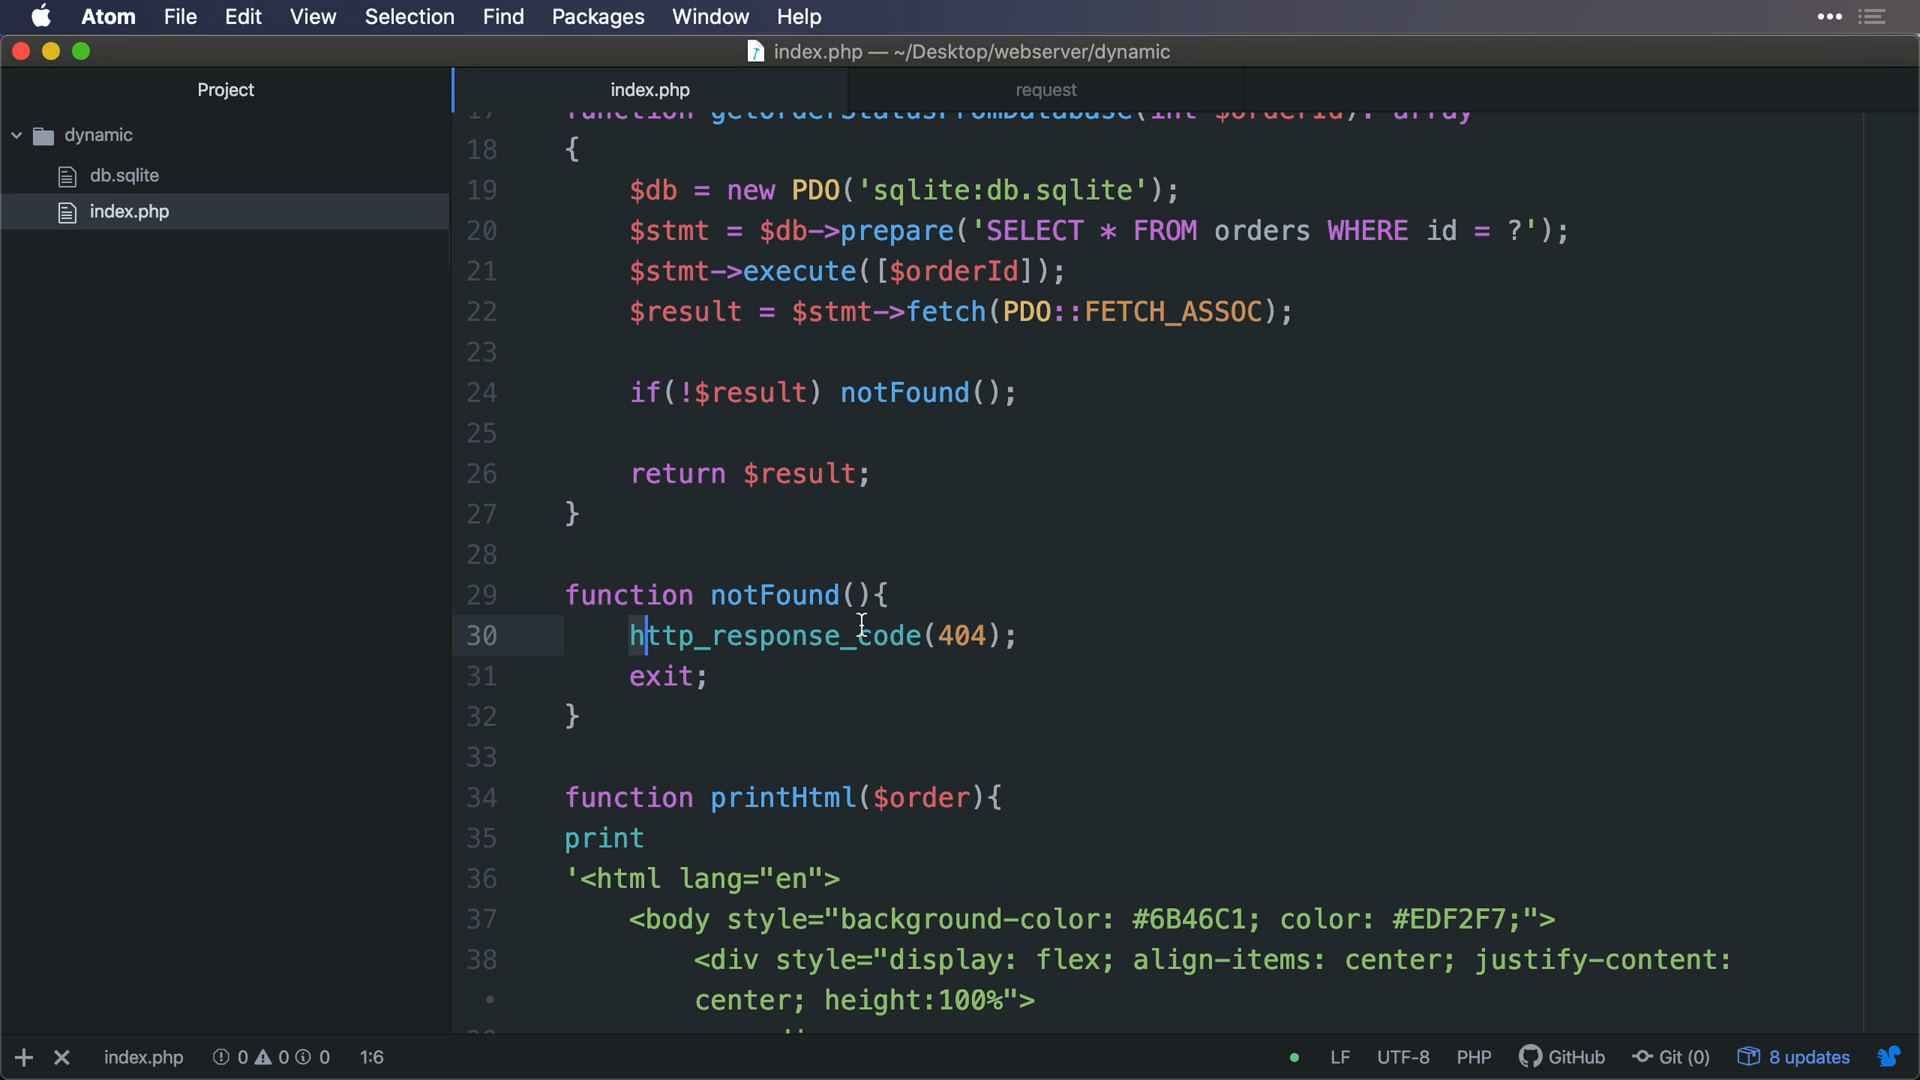 Atom File Edit View Selection Find Packages Window Help
index.php — ~/Desktop/webserver/dynamic
Project
index.php
request
dynamic
db.sqlite
index.php
17 function getOrderStatusFromDatabase(int $orderId): array
18 {
19 $db = new PDO('sqlite:db.sqlite');
20 $stmt = $db->prepare('SELECT * FROM orders WHERE id = ?');
21 $stmt->execute([$orderId]);
22 $result = $stmt->fetch(PDO::FETCH_ASSOC);
23
24 if(!$result) notFound();
25
26 return $result;
27 }
28
29 function notFound(){
30 http_response_code(404);
31 exit;
32 }
33
34 function printHtml($order){
35 print
36 '<html lang="en">
37 <body style="background-color: #6B46C1; color: #EDF2F7;">
38 <div style="display: flex; align-items: center; justify-content:
• center; height:100%">
index.php 0 0 0 1:6 LF UTF-8 PHP GitHub Git (0) 8 updates